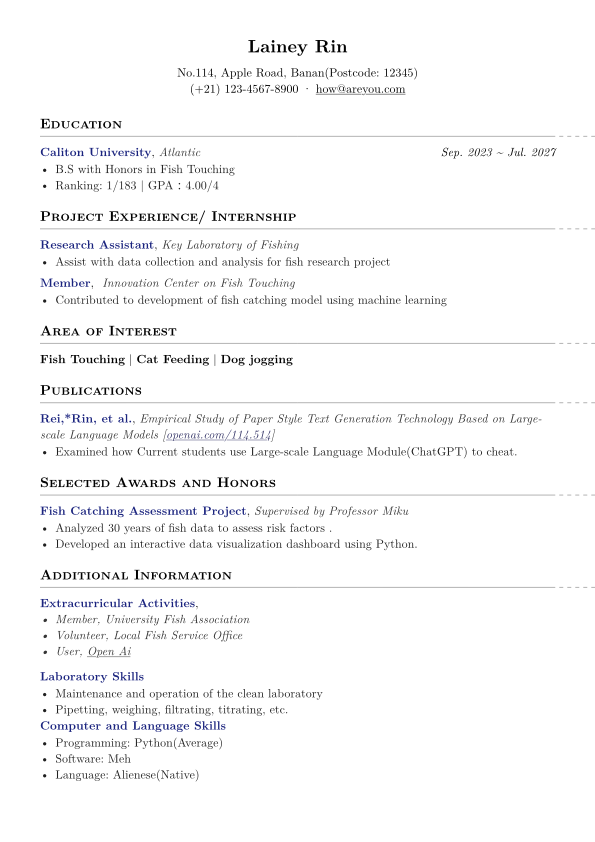 Lainey Rin
No.114, Apple Road, Banan(Postcode: 12345)
(+21) 123-4567-8900 · how@areyou.com
Education
Caliton University, Atlantic Sep. 2023 ~ Jul. 2027
• B.S with Honors in Fish Touching
• Ranking: 1/183 | GPA：4.00/4
Project Experience/ Internship
Research Assistant, Key Laboratory of Fishing
• Assist with data collection and analysis for fish research project
Member, Innovation Center on Fish Touching
• Contributed to development of fish catching model using machine learning
Area of Interest
Fish Touching | Cat Feeding | Dog jogging
Publications
Rei,*Rin, et al., Empirical Study of Paper Style Text Generation Technology Based on Large-
scale Language Models [openai.com/114.514]
• Examined how Current students use Large-scale Language Module(ChatGPT) to cheat.
Selected Awards and Honors
Fish Catching Assessment Project, Supervised by Professor Miku
• Analyzed 30 years of fish data to assess risk factors .
• Developed an interactive data visualization dashboard using Python.
Additional Information
Extracurricular Activities,
• Member, University Fish Association
• Volunteer, Local Fish Service Office
• User, Open Ai
Laboratory Skills
• Maintenance and operation of the clean laboratory
• Pipetting, weighing, filtrating, titrating, etc.
Computer and Language Skills
• Programming: Python(Average)
• Software: Meh
• Language: Alienese(Native)